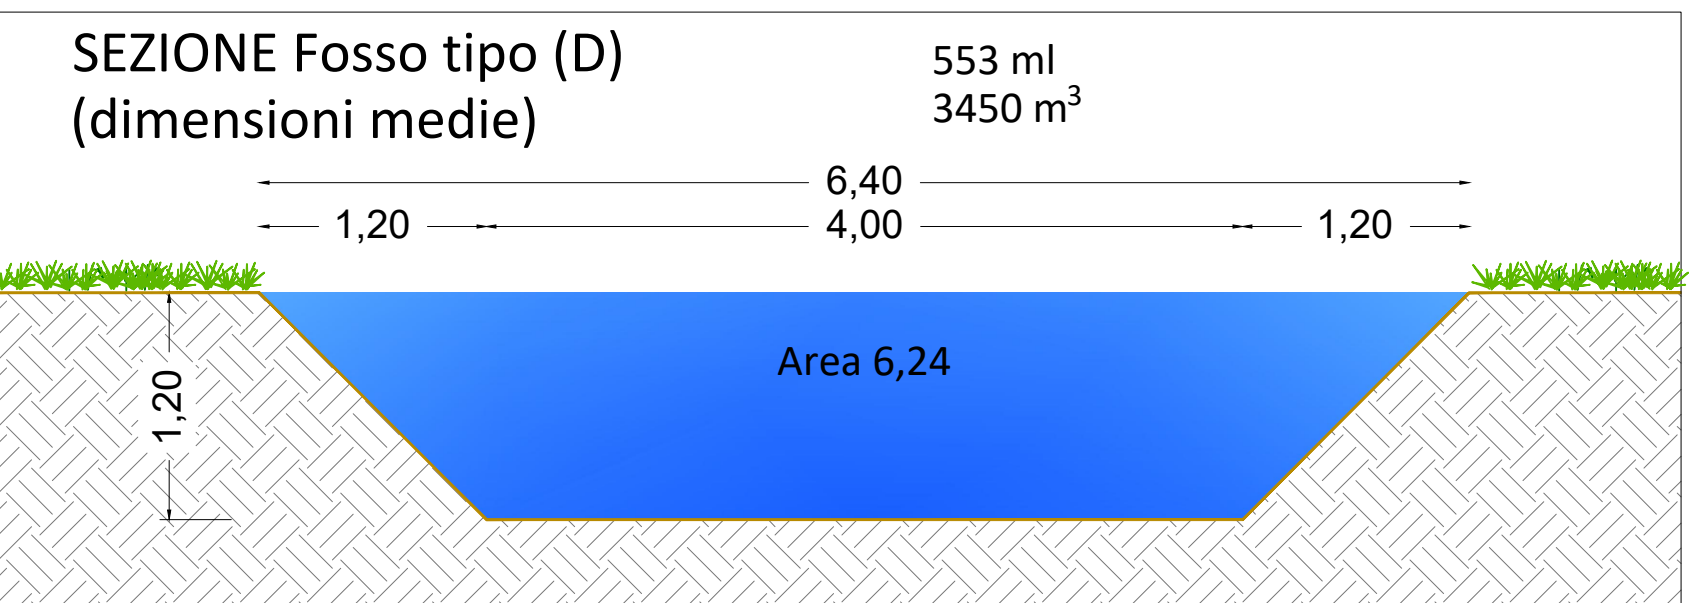 SEZIONE Fosso tipo (D)
(dimensioni medie)
553 ml
3450 m³
6,40
1,20
4,00
1,20
1,20
Area 6,24